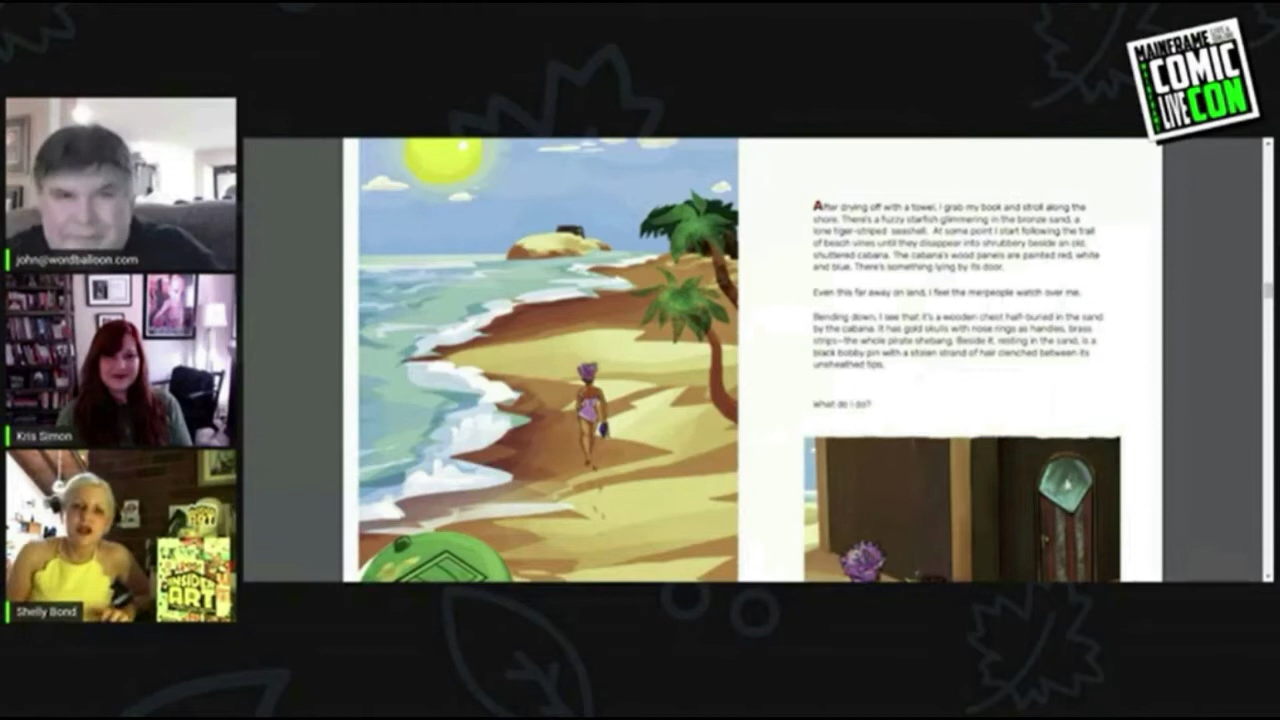 MAINFRAME
COMIC
LIVE CON
john@wordballoon.com
Kris Simon
Shelly Bond
INSIDER
ART
After drying off with a towel, I grab my book and stroll along the
shore. There's a fuzzy starfish glimmering in the bronze sand, a
lone tiger-striped seashell. At some point I start following the trail
of beach vines until they disappear into shrubbery beside an old,
shuttered cabana. The cabana's wood panels are painted red, white
and blue. There's something lying by its door.
Even this far away on land, I feel the merpeople watch over me.
Bending down, I see that it's a wooden chest half-buried in the sand
by the cabana. It has gold skulls with nose rings as handles, brass
strips—the whole pirate shebang. Beside it, resting in the sand, is a
black bobby pin with a stolen strand of hair clenched between its
unsheathed tips.
What do I do?